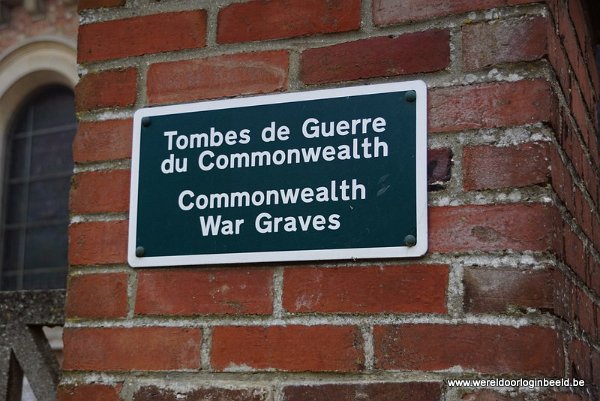 Tombes de Guerre
du Commonwealth
Commonwealth
War Graves
www.wereldoorloginbeeld.be